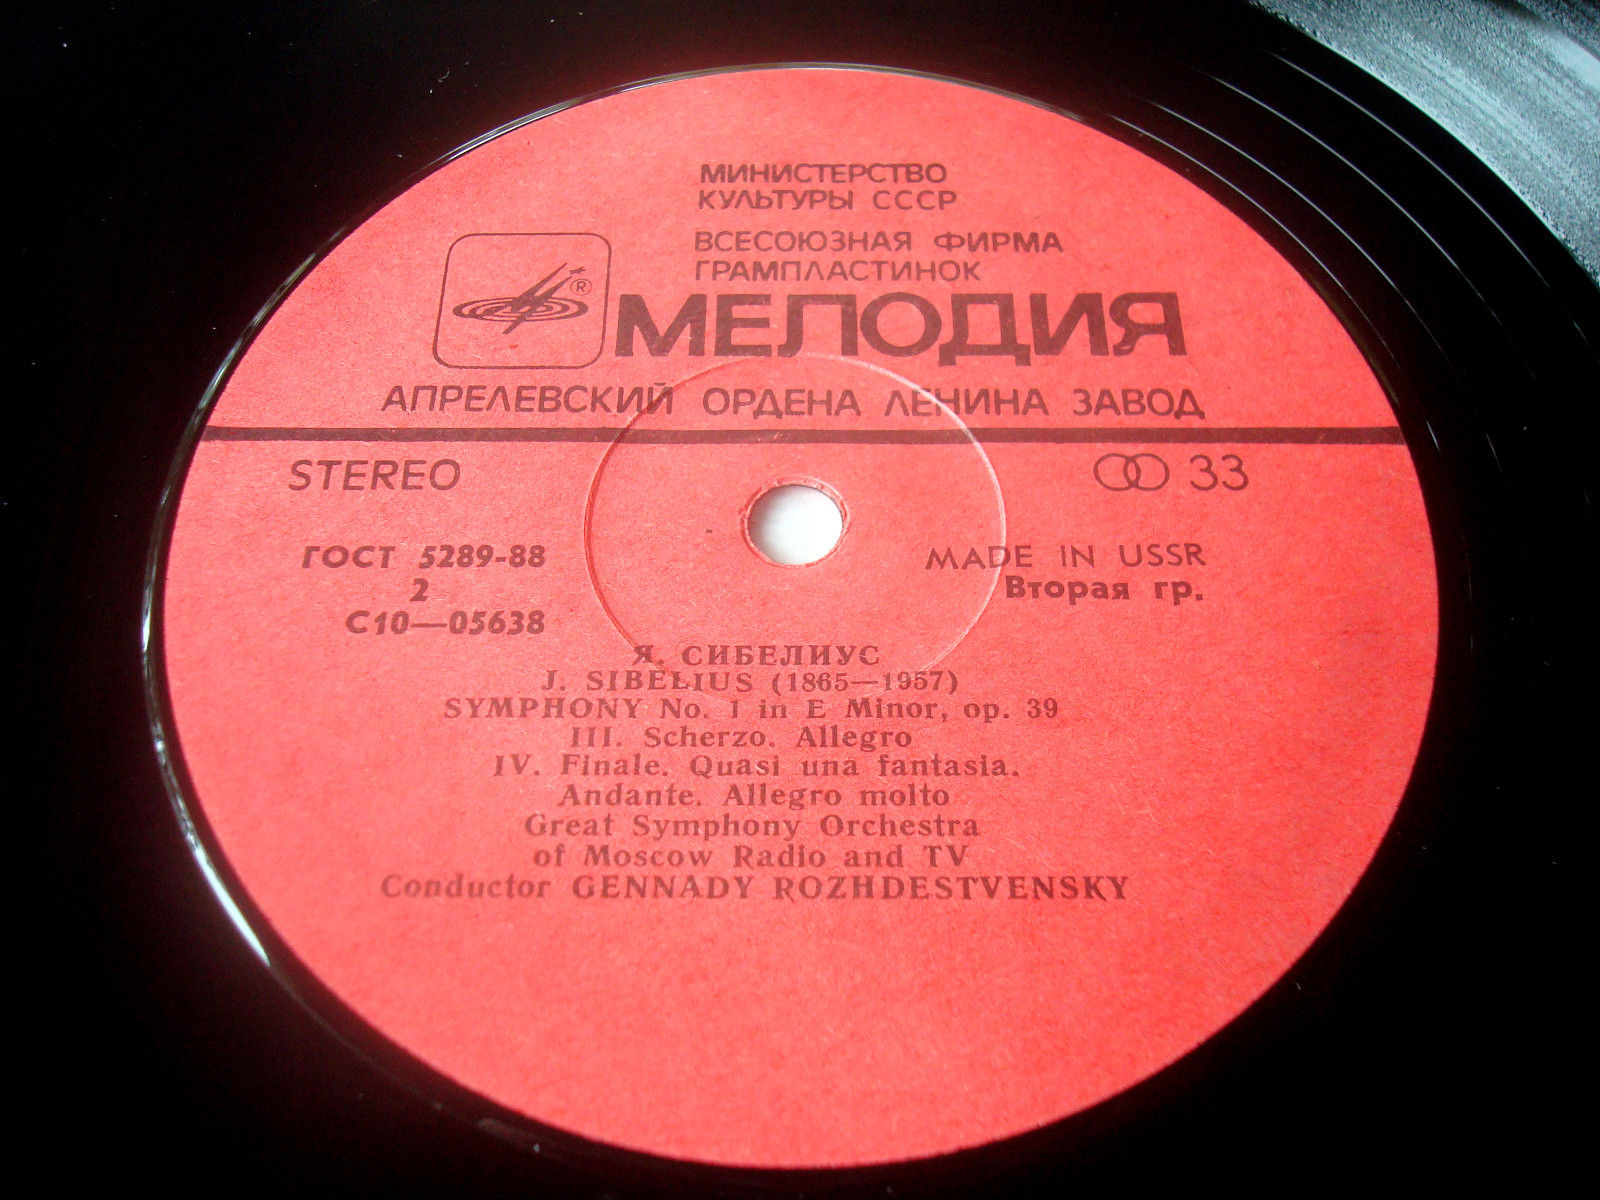 МИНИСТЕРСТВО
КУЛЬТУРЫ СССР
ВСЕСОЮЗНАЯ ФИРМА
ГРАМПЛАСТИНОК
®
МЕЛОДИЯ
АПРЕЛЕВСКИЙ ОРДЕНА ЛЕНИНА ЗАВОД
STEREO
33
ГОСТ 5289-88
2
С10—05638
MADE IN USSR
Вторая гр.
Я. СИБЕЛИУС
J. SIBELIUS (1865—1957)
SYMPHONY No. 1 in E Minor, op. 39
III. Scherzo. Allegro
IV. Finale. Quasi una fantasia.
Andante. Allegro molto
Great Symphony Orchestra
of Moscow Radio and TV
Conductor GENNADY ROZHDESTVENSKY